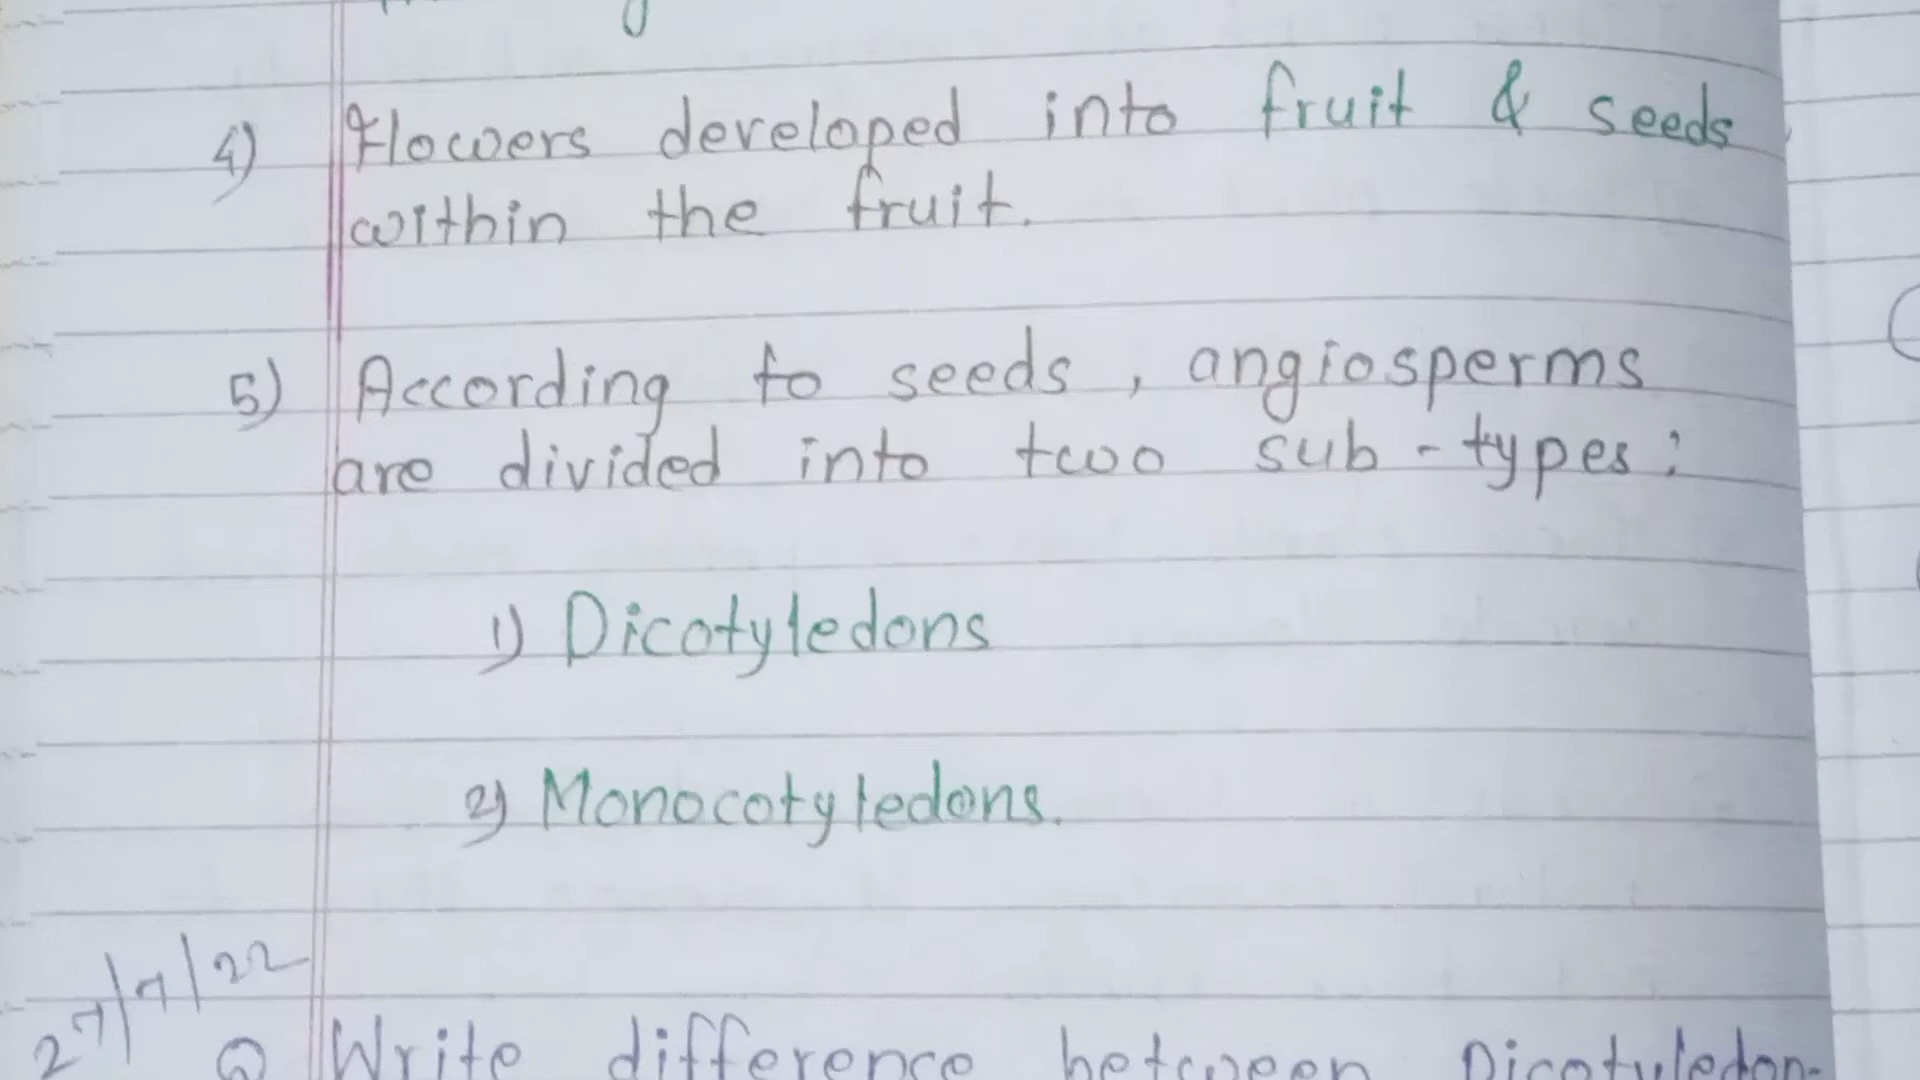 4) Flowers developed into fruit & seeds
within the fruit.
5) According to seeds, angiosperms
are divided into two sub-types:
1) Dicotyledons
2) Monocotyledons.
27/7/22
Q Write difference between Dicotyledon-